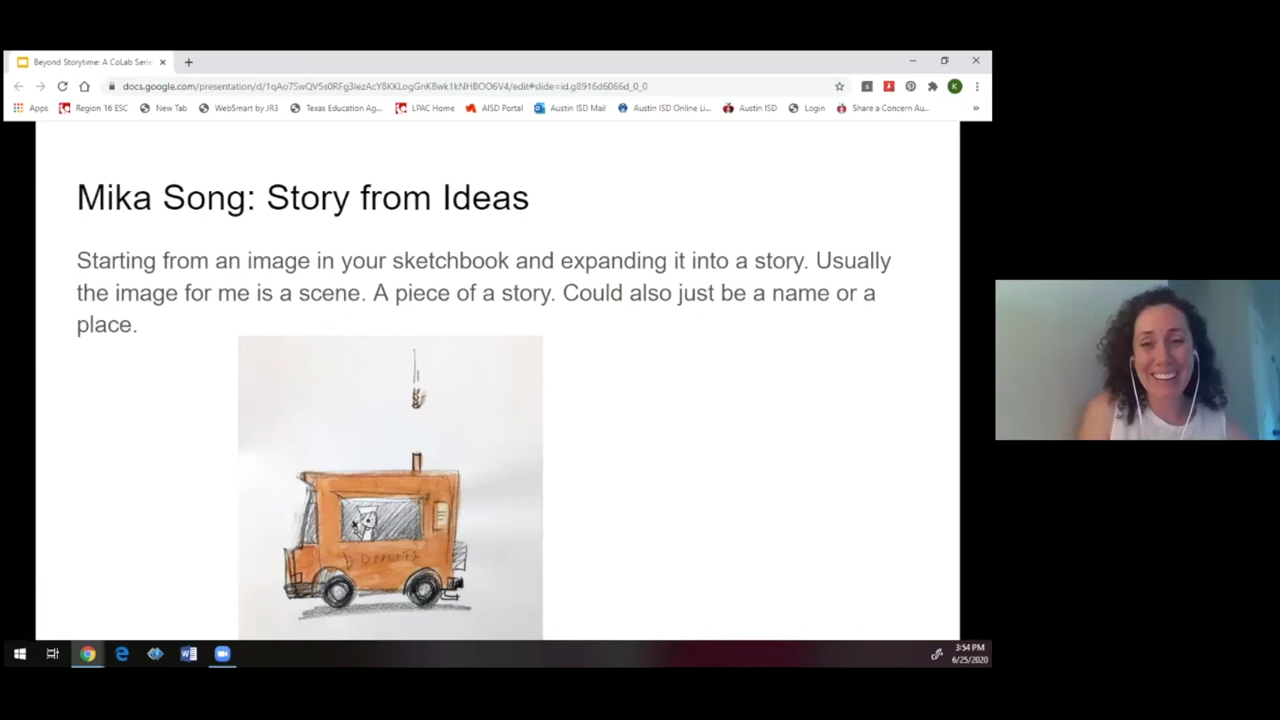 Beyond Storytime: A CoLab Serie
docs.google.com/presentation/d/1qAo7SwQV5s0RFg3IezAcY8KKLogGnKBwk1kNHBOO6V4/edit#slide=id.g8916d6066d_0_0
K
Apps Region 16 ESC New Tab WebSmart by JR3 Texas Education Ag... LPAC Home AISD Portal Austin ISD Mail Austin ISD Online Li... Austin ISD Login Share a Concern Au... »
Mika Song: Story from Ideas
Starting from an image in your sketchbook and expanding it into a story. Usually
the image for me is a scene. A piece of a story. Could also just be a name or a
place.
DONUTS
3:54 PM
6/25/2020